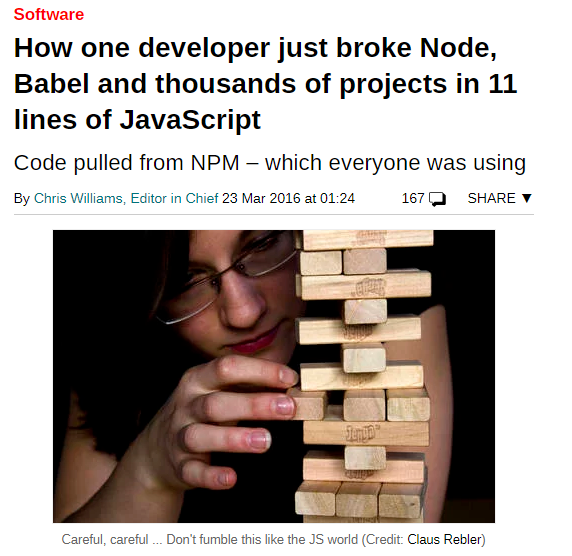 Software
How one developer just broke Node,
Babel and thousands of projects in 11
lines of JavaScript
Code pulled from NPM – which everyone was using
By Chris Williams, Editor in Chief 23 Mar 2016 at 01:24 167 SHARE ▼
Careful, careful ... Don't fumble this like the JS world (Credit: Claus Rebler)